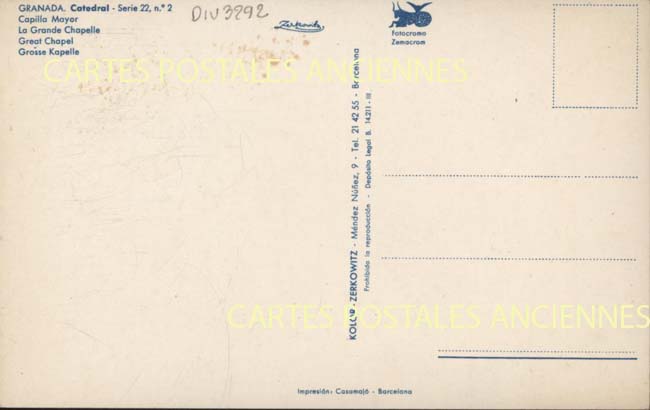 GRANADA. Catedral - Serie 22, n.º 2
Capilla Mayor
La Grande Chapelle
Great Chapel
Grosse Kapelle
DIV3292
Zerkowitz
Fotocromo
Zemacrom
CARTES POSTALES ANCIENNES
KOLOR-ZERKOWITZ - Méndez Núñez, 9 - Tel. 21 42 55 - Barcelona
Prohibida la reproducción - Depósito Legal B. 14.211 - III
CARTES POSTALES ANCIENNES
Impresión: Casamajó - Barcelona